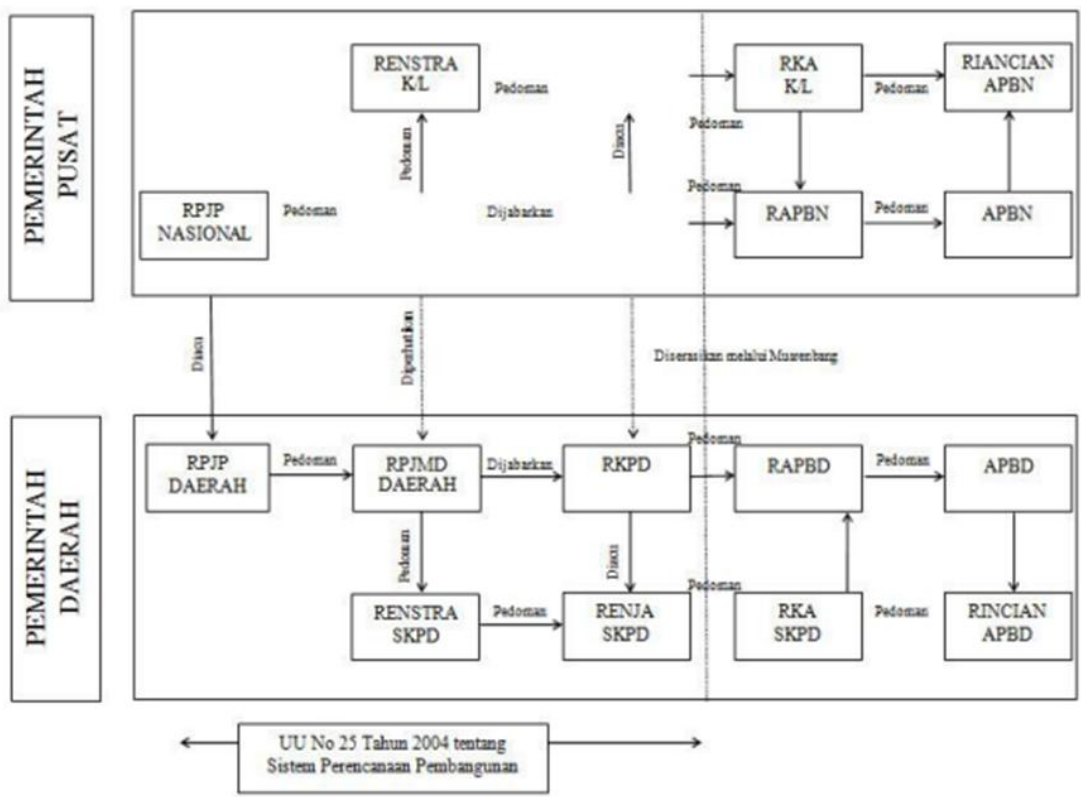 PEMERINTAH
PUSAT
RENSTRA
K/L
Pedoman
RKA
K/L
Pedoman
RIANCIAN
APBN
Pedoman
Pedoman
Diacu
RPJP
NASIONAL
Pedoman
Dijabarkan
Pedoman
RAPBN
Pedoman
APBN
Diacu
Diperhatikan
Diserasikan melalui Musrenbang
PEMERINTAH
DAERAH
RPJP
DAERAH
Pedoman
RPJMD
DAERAH
Dijabarkan
RKPD
Pedoman
RAPBD
Pedoman
APBD
Pedoman
Diacu
RENSTRA
SKPD
Pedoman
RENJA
SKPD
Pedoman
RKA
SKPD
Pedoman
RINCIAN
APBD
UU No 25 Tahun 2004 tentang
Sistem Perencanaan Pembangunan